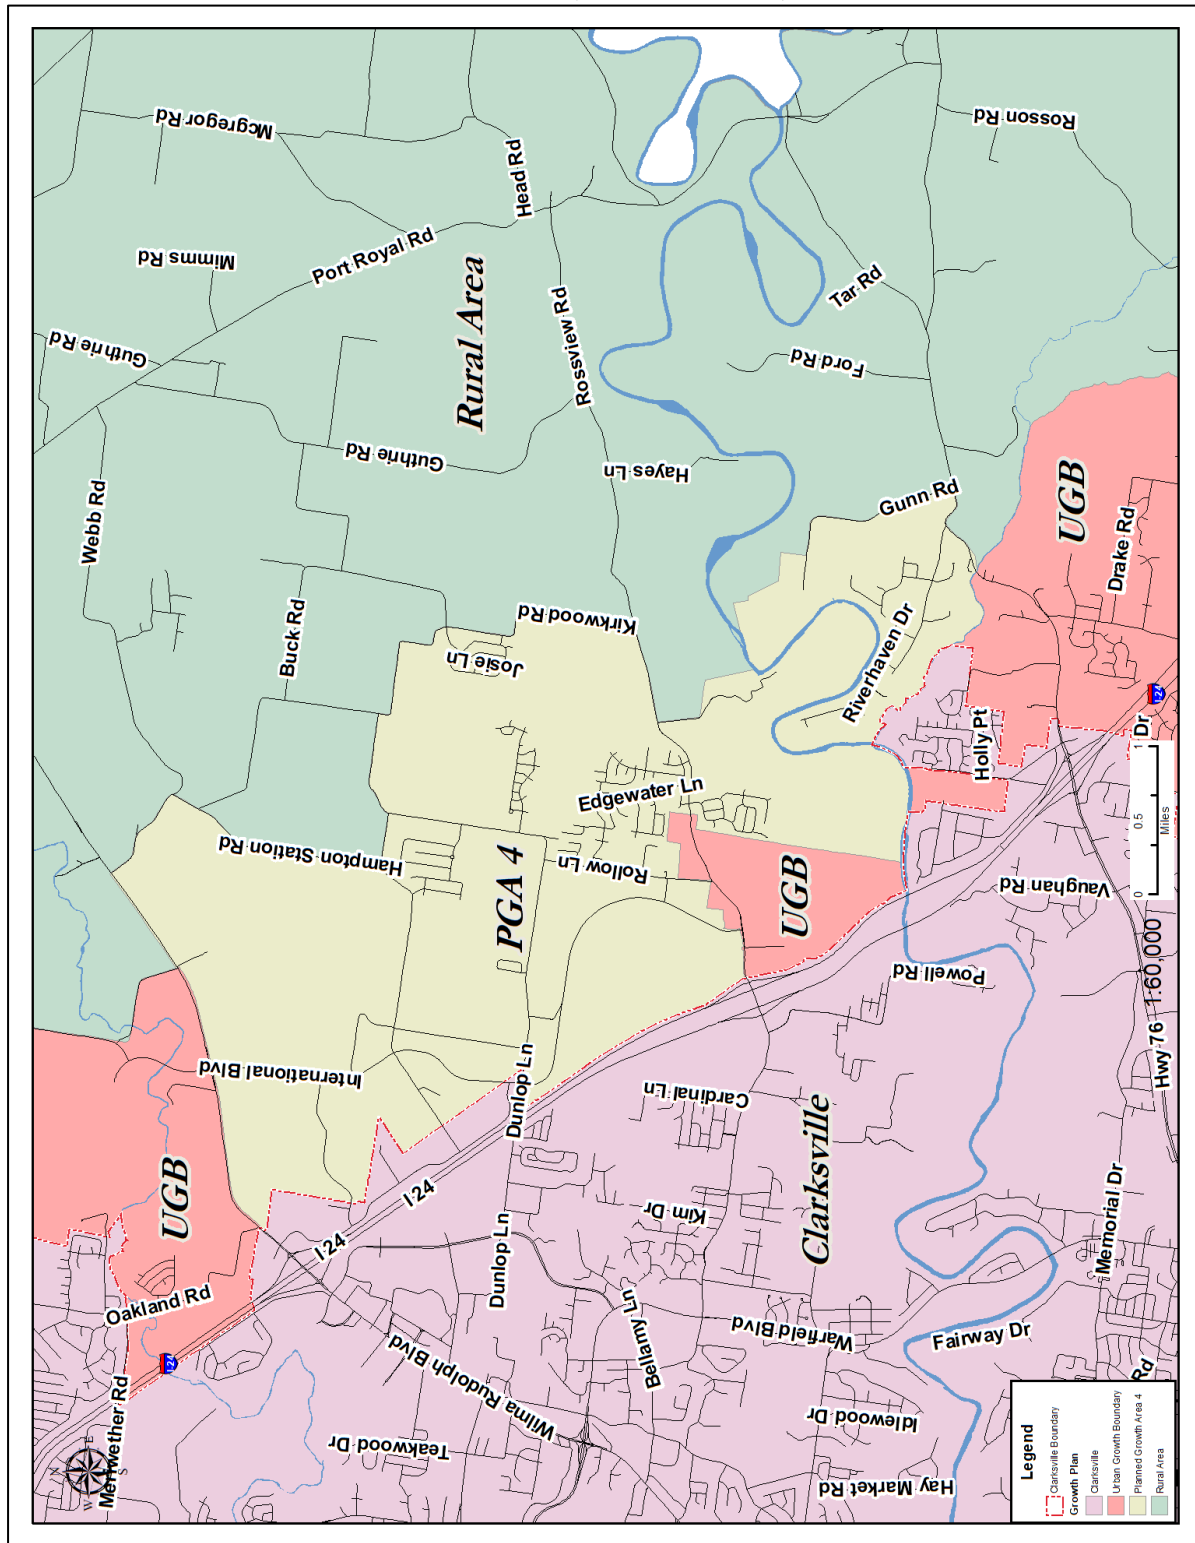 Mcgregor Rd
Rosson Rd
Head Rd
Mimms Rd
Port Royal Rd
Tar Rd
Rural Area
Guthrie Rd
Rossview Rd
Ford Rd
Guthrie Rd
Hayes Ln
Webb Rd
Gunn Rd
UGB
Drake Rd
Buck Rd
Kirkwood Rd
Josie Ln
Riverhaven Dr
I-24
Holly Pt
Dr
Edgewater Ln
Hampton Station Rd
Rollow Ln
PGA 4
UGB
Vaughan Rd
0 0.5 1
Miles
1:60,000
Powell Rd
International Blvd
Dunlop Ln
Cardinal Ln
Hwy 76
UGB
Clarksville
I 24
I 24
Kim Dr
Memorial Dr
Dunlop Ln
Oakland Rd
Bellamy Ln
Warfield Blvd
Fairway Dr
I-24
Wilma Rudolph Blvd
Rd
Meriwether Rd
Teakwood Dr
Idlewood Dr
Hay Market Rd
N
E
S
W
Legend
Clarksville Boundary
Growth Plan
Clarksville
Urban Growth Boundary
Planned Growth Area 4
Rural Area